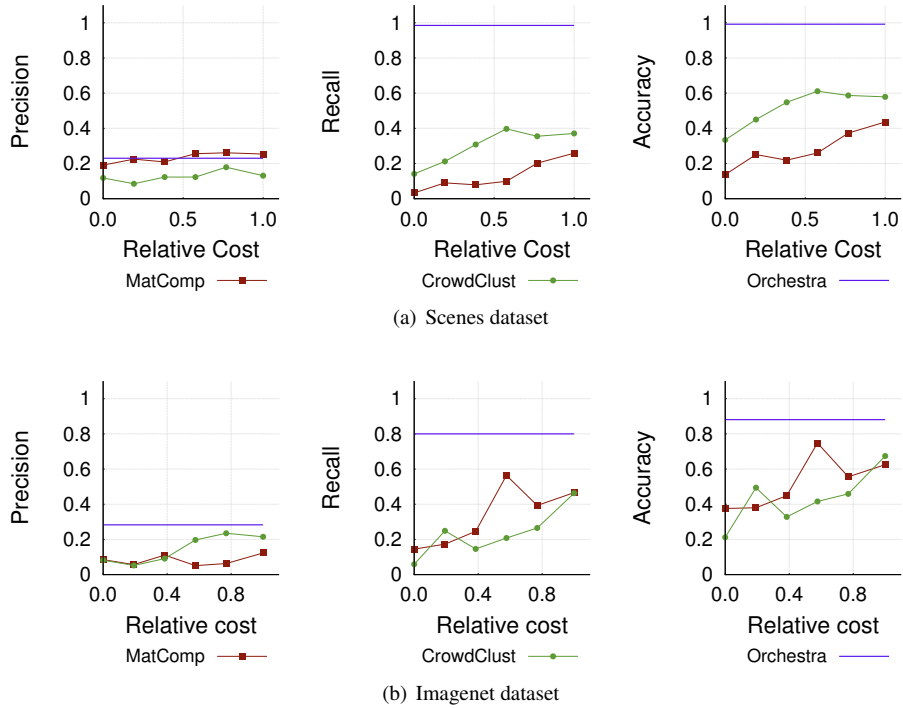 Precision
1
0.8
0.6
0.4
0.2
0
0.0 0.5 1.0
Relative Cost
Recall
1
0.8
0.6
0.4
0.2
0
0.0 0.5 1.0
Relative Cost
Accuracy
1
0.8
0.6
0.4
0.2
0
0.0 0.5 1.0
Relative Cost
MatComp CrowdClust Orchestra
(a) Scenes dataset
Precision
1
0.8
0.6
0.4
0.2
0
0.0 0.4 0.8
Relative cost
Recall
1
0.8
0.6
0.4
0.2
0
0.0 0.4 0.8
Relative cost
Accuracy
1
0.8
0.6
0.4
0.2
0
0.0 0.4 0.8
Relative cost
MatComp CrowdClust Orchestra
(b) Imagenet dataset